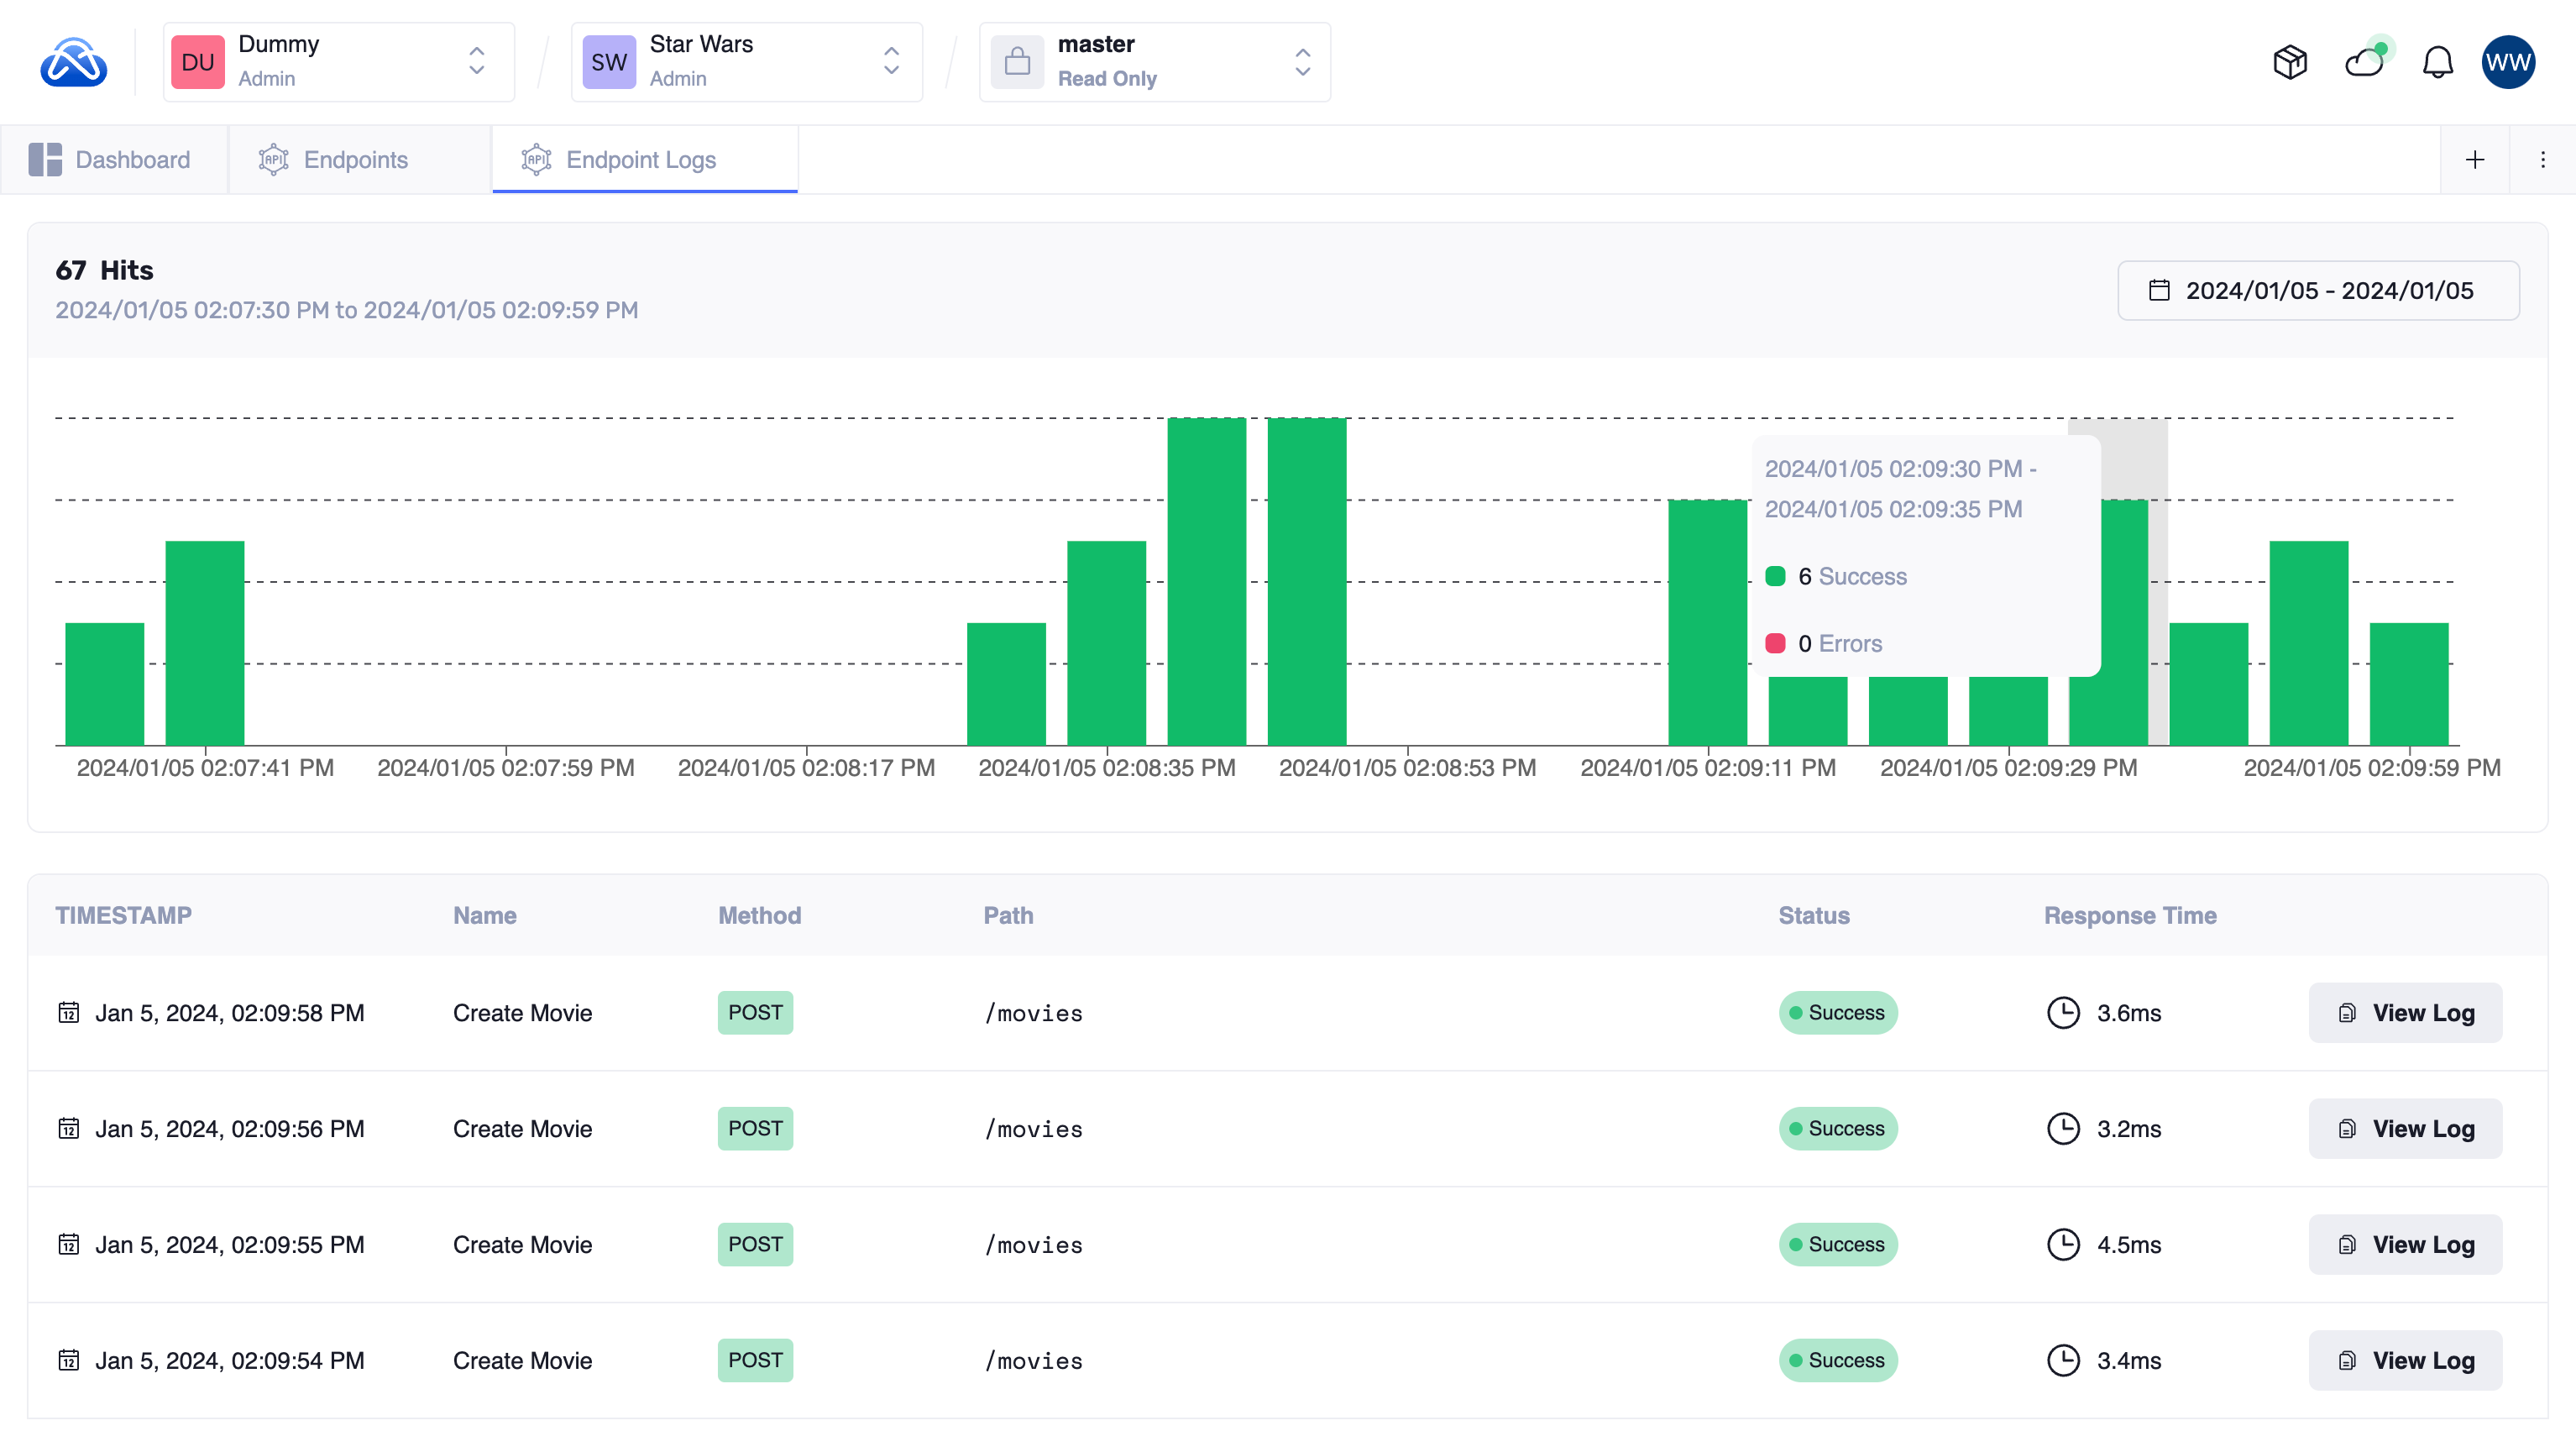 DU
Dummy
Admin
SW
Star Wars
Admin
master
Read Only
WW
Dashboard
API
Endpoints
API
Endpoint Logs
67 Hits
2024/01/05 02:07:30 PM to 2024/01/05 02:09:59 PM
2024/01/05 - 2024/01/05
2024/01/05 02:09:30 PM -
2024/01/05 02:09:35 PM
6 Success
0 Errors
2024/01/05 02:07:41 PM
2024/01/05 02:07:59 PM
2024/01/05 02:08:17 PM
2024/01/05 02:08:35 PM
2024/01/05 02:08:53 PM
2024/01/05 02:09:11 PM
2024/01/05 02:09:29 PM
2024/01/05 02:09:59 PM
TIMESTAMP Name Method Path Status Response Time
12 Jan 5, 2024, 02:09:58 PM Create Movie POST /movies Success 3.6ms View Log
12 Jan 5, 2024, 02:09:56 PM Create Movie POST /movies Success 3.2ms View Log
12 Jan 5, 2024, 02:09:55 PM Create Movie POST /movies Success 4.5ms View Log
12 Jan 5, 2024, 02:09:54 PM Create Movie POST /movies Success 3.4ms View Log